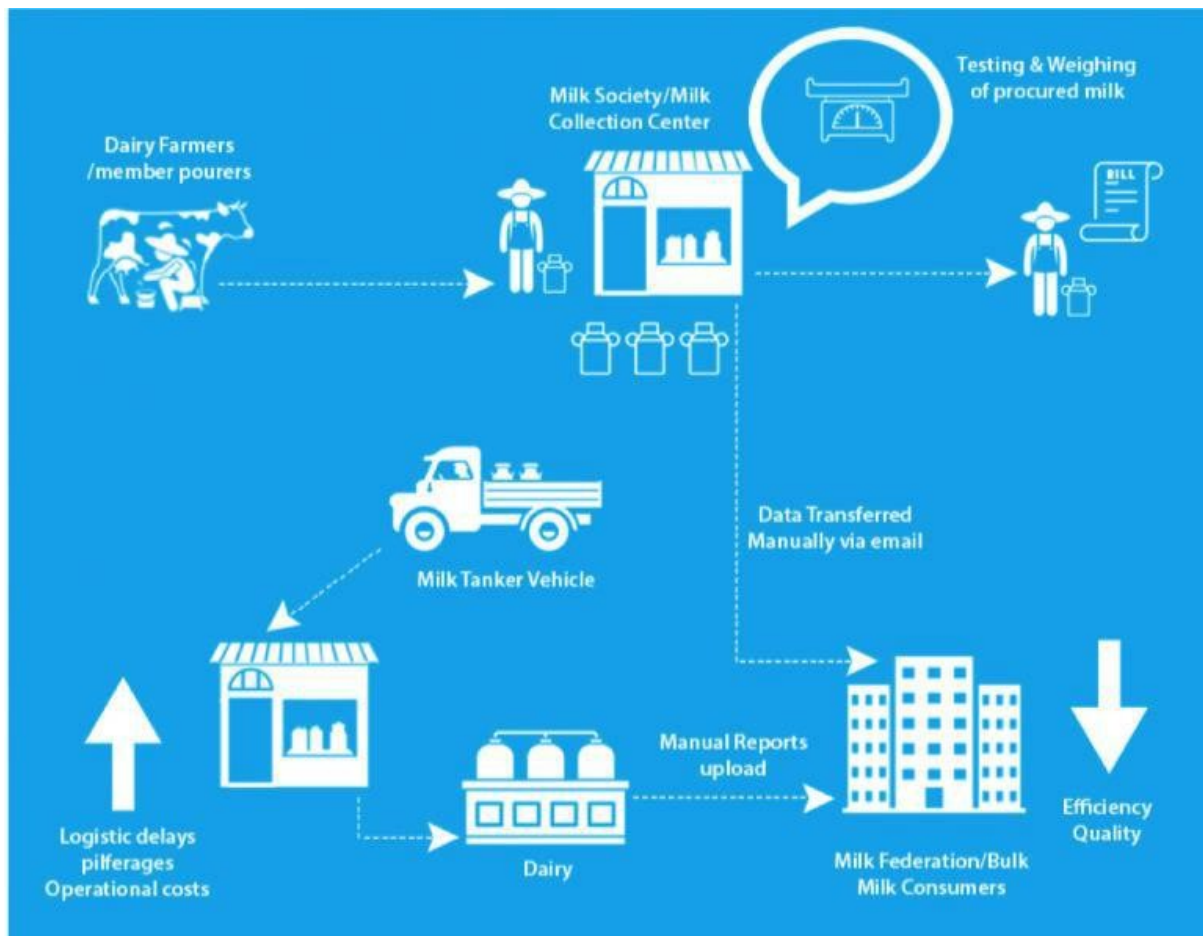 Testing & Weighing
of procured milk
Milk Society/Milk
Collection Center
Dairy Farmers
/member pourers
BILL
Data Transferred
Manually via email
Milk Tanker Vehicle
Manual Reports
upload
Logistic delays
pilferages
Operational costs
Dairy
Efficiency
Quality
Milk Federation/Bulk
Milk Consumers